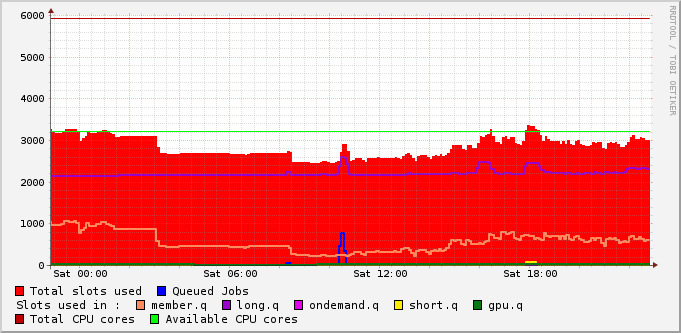 6000
5000
4000
3000
2000
1000
0
Sat 00:00 Sat 06:00 Sat 12:00 Sat 18:00
RRDTOOL / TOBI OETIKER
Total slots used Queued Jobs
Slots used in : member.q long.q ondemand.q short.q gpu.q
Total CPU cores Available CPU cores